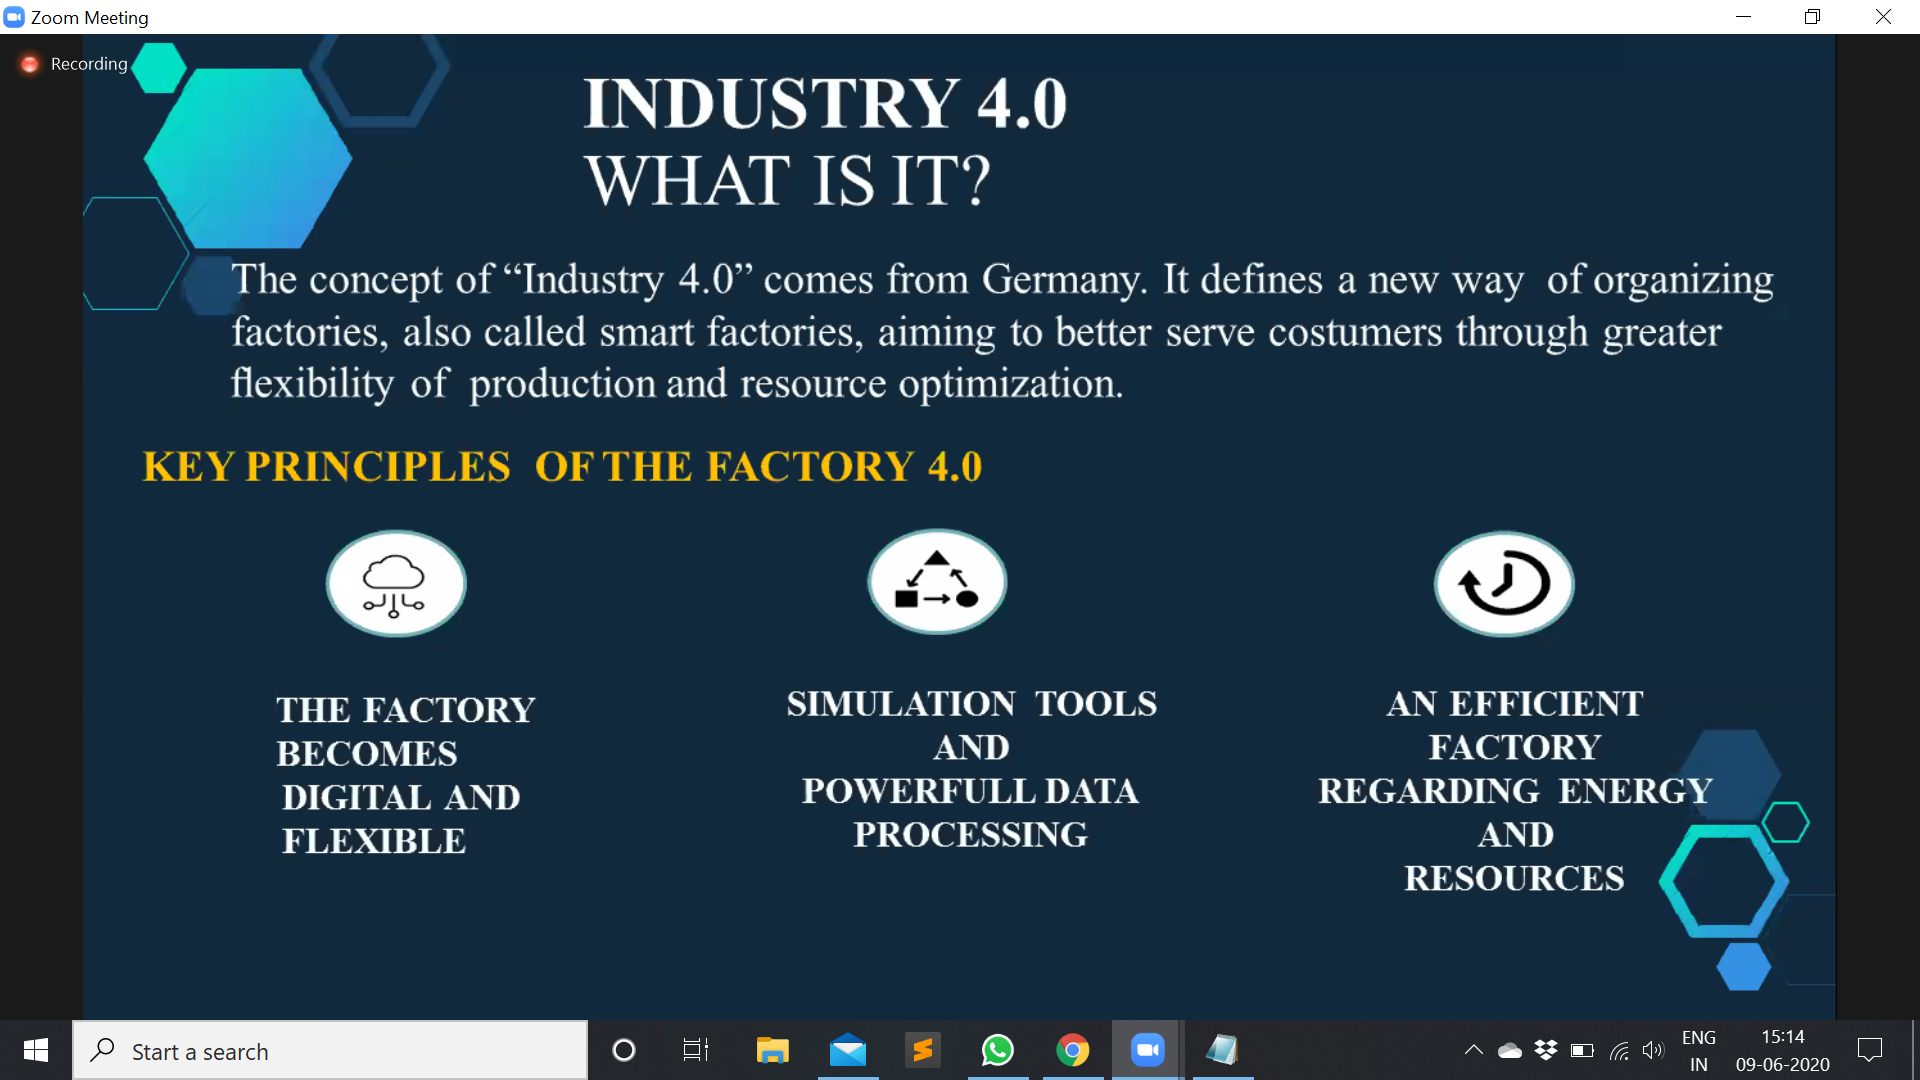 Zoom Meeting
Recording
INDUSTRY 4.0
WHAT IS IT?
The concept of “Industry 4.0” comes from Germany. It defines a new way of organizing
factories, also called smart factories, aiming to better serve costumers through greater
flexibility of production and resource optimization.
KEY PRINCIPLES OF THE FACTORY 4.0
THE FACTORY
BECOMES
DIGITAL AND
FLEXIBLE
SIMULATION TOOLS
AND
POWERFULL DATA
PROCESSING
AN EFFICIENT
FACTORY
REGARDING ENERGY
AND
RESOURCES
Start a search
ENG
IN
15:14
09-06-2020